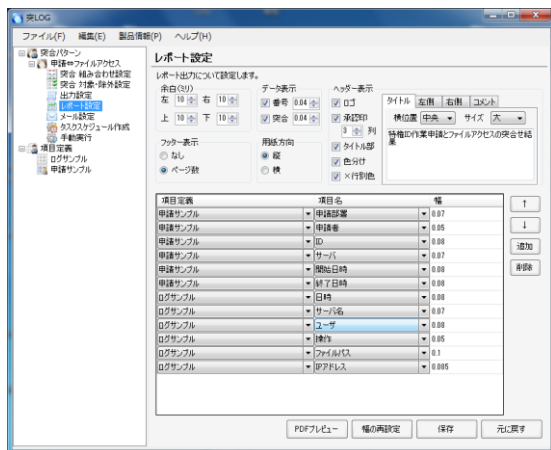 突LOG
ファイル(F) 編集(E) 製品情報(P) ヘルプ(H)
突合パターン
申請⇔ファイルアクセス
突合 組み合わせ設定
突合 対象・除外設定
出力設定
レポート設定
メール設定
タスクスケジュール作成
手動実行
項目定義
ログサンプル
申請サンプル
レポート設定
レポート出力について設定します。
余白(ミリ)
左 10 右 10
上 10 下 10
データ表示
番号 0.04
突合 0.04
ヘッダー表示
ロゴ
承認印
3 列
タイトル部
色分け
×行別色
フッター表示
なし
ページ数
用紙方向
縦
横
タイトル 左側 右側 コメント
横位置 中央 サイズ 大
特権ID作業申請とファイルアクセスの突合せ結果
項目定義 項目名 幅
申請サンプル 申請部署 0.07
申請サンプル 申請者 0.05
申請サンプル ID 0.08
申請サンプル サーバ 0.07
申請サンプル 開始日時 0.08
申請サンプル 終了日時 0.08
ログサンプル 日時 0.08
ログサンプル サーバ名 0.07
ログサンプル ユーザ 0.08
ログサンプル 操作 0.05
ログサンプル ファイルパス 0.1
ログサンプル IPアドレス 0.085
↑
↓
追加
削除
PDFプレビュー 幅の再設定 保存 元に戻す